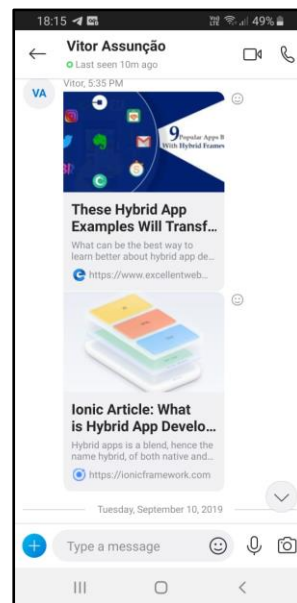 18:15
49%
Vitor Assunção
Last seen 10m ago
VA
Vitor, 5:35 PM
9 Popular Apps B
With Hybrid Frames
These Hybrid App
Examples Will Transf...
What can be the best way to
learn better about hybrid app de...
https://www.excellentweb...
Ionic Article: What
is Hybrid App Develo...
Hybrid apps is a blend, hence the
name hybrid, of both native and...
https://ionicframework.com
Tuesday, September 10, 2019
Type a message